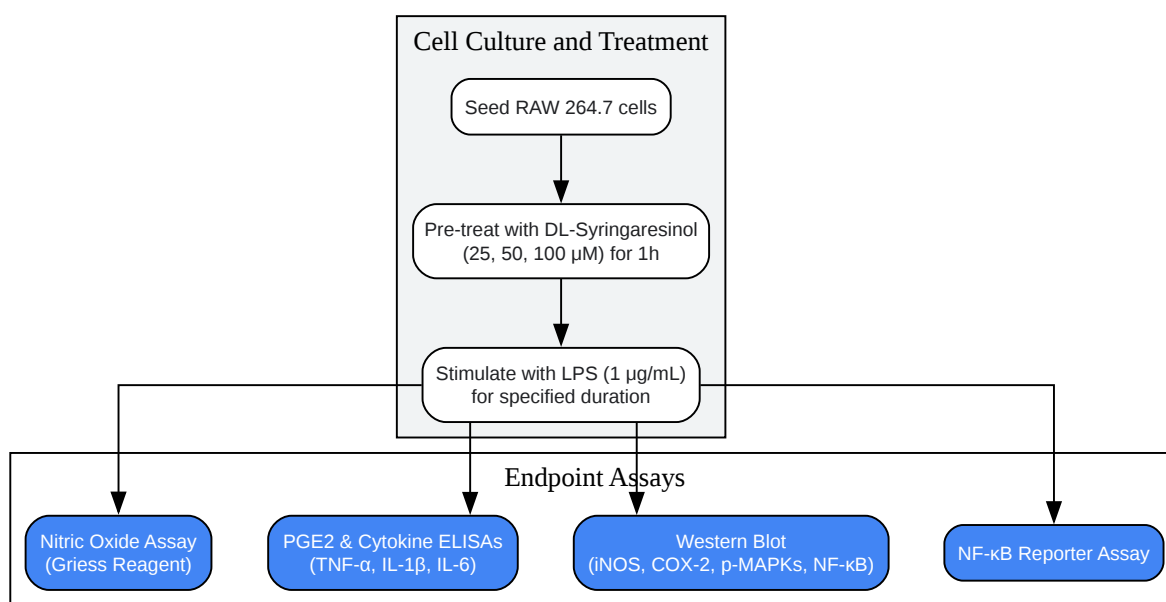 Cell Culture and Treatment
Seed RAW 264.7 cells
Pre-treat with DL-Syringaresinol
(25, 50, 100 μM) for 1h
Stimulate with LPS (1 μg/mL)
for specified duration
Endpoint Assays
Nitric Oxide Assay
(Griess Reagent)
PGE2 & Cytokine ELISAs
(TNF-α, IL-1β, IL-6)
Western Blot
(iNOS, COX-2, p-MAPKs, NF-κB)
NF-κB Reporter Assay